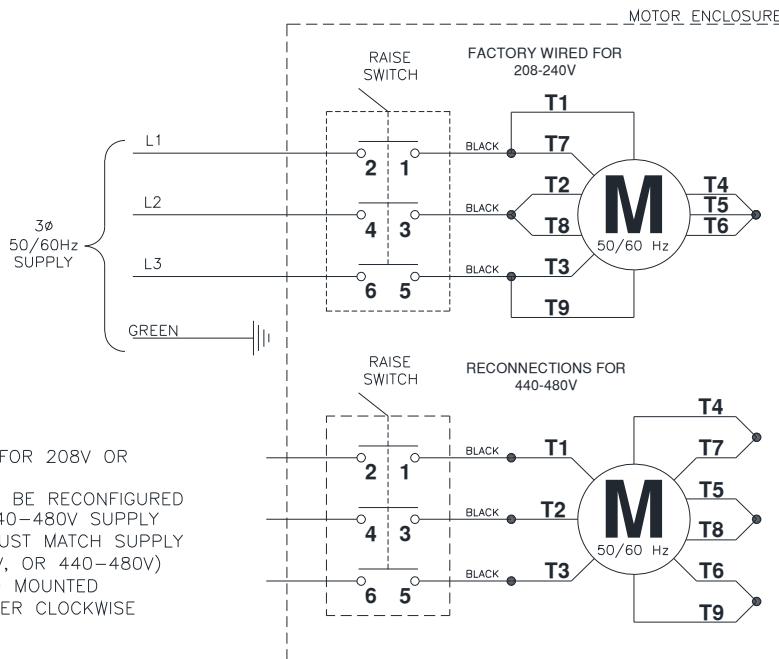 MOTOR ENCLOSURE
RAISE
SWITCH
FACTORY WIRED FOR
208-240V
T1
L1
BLACK
T7
2 1
L2
BLACK
T2
T8
4 3
M
50/60 Hz
T4
T5
T6
3ø
50/60Hz
SUPPLY
L3
BLACK
T3
6 5
T9
GREEN
RAISE
SWITCH
RECONNECTIONS FOR
440-480V
T4
BLACK
T1
T7
2 1
BLACK
T2
4 3
M
50/60 Hz
T5
T8
BLACK
T3
6 5
T6
T9
FOR 208V OR
BE RECONFIGURED
40-480V SUPPLY
UST MATCH SUPPLY
V, OR 440-480V)
MOUNTED
ER CLOCKWISE